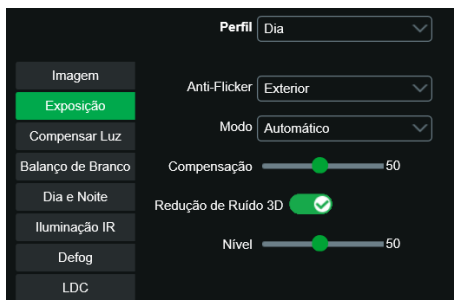 Perfil Dia
Imagem
Exposição
Compensar Luz
Balanço de Branco
Dia e Noite
Iluminação IR
Defog
LDC
Anti-Flicker Exterior
Modo Automático
Compensação 50
Redução de Ruído 3D
Nível 50